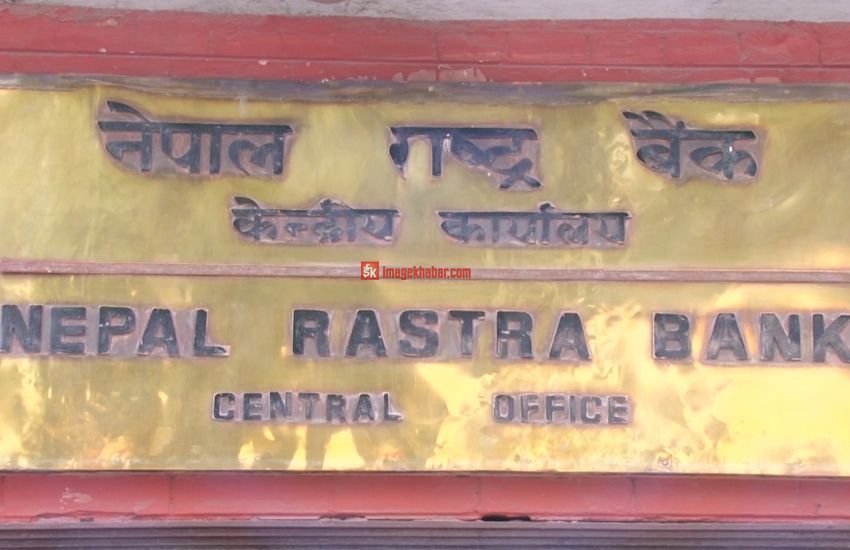 नेपाल राष्ट्र बैंक
केन्द्रीय कार्यालय
imagekhabar.com
NEPAL RASTRA BANK
CENTRAL OFFICE